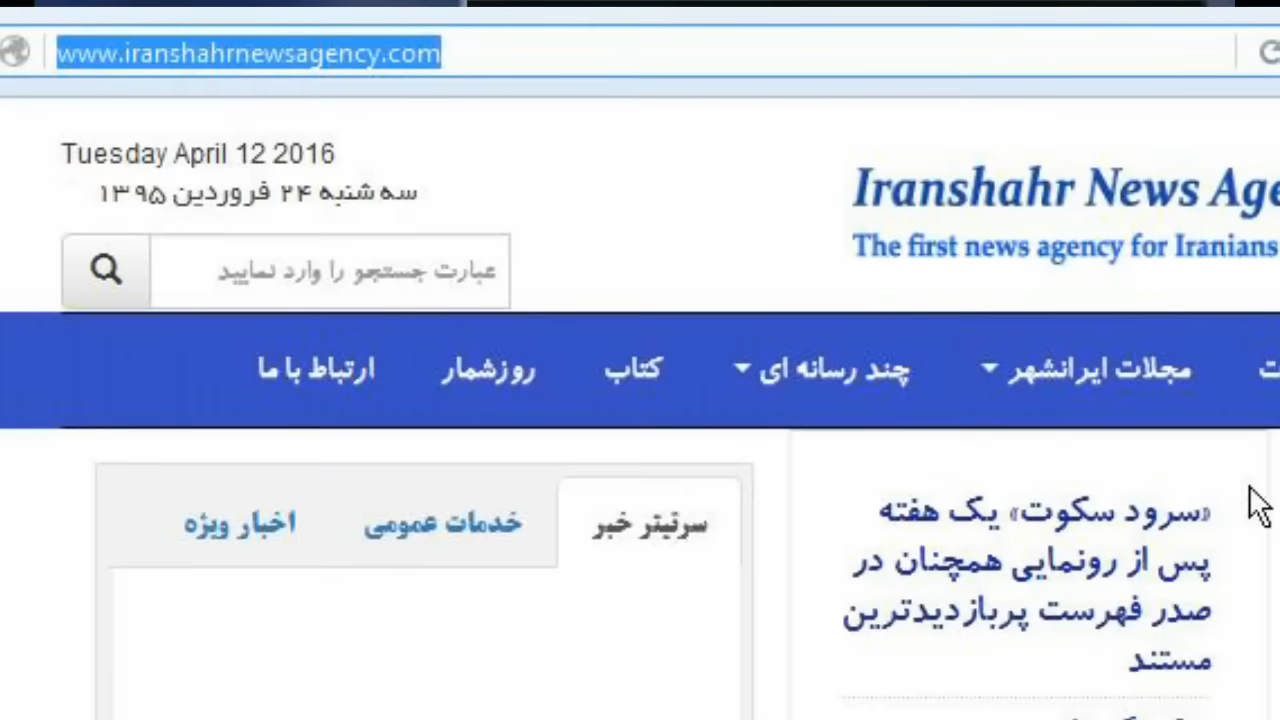 www.iranshahrnewsagency.com
Tuesday April 12 2016
سه شنبه ۲۴ فروردین ۱۳۹۵
Iranshahr News Age
The first news agency for Iranians
عبارت جستجو را وارد نمایید
مجلات ایرانشهر چند رسانه ای کتاب روزشمار ارتباط با ما
سرتیتر خبر خدمات عمومی اخبار ویژه
«سرود سکوت» یک هفته
پس از رونمایی همچنان در
صدر فهرست پربازدیدترین
مستند